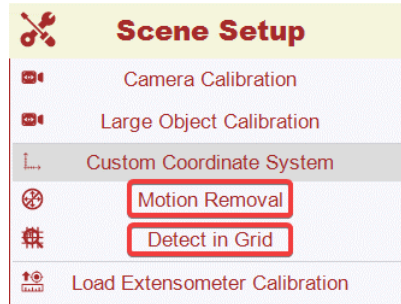 Scene Setup
Camera Calibration
Large Object Calibration
Custom Coordinate System
Motion Removal
Detect in Grid
Load Extensometer Calibration